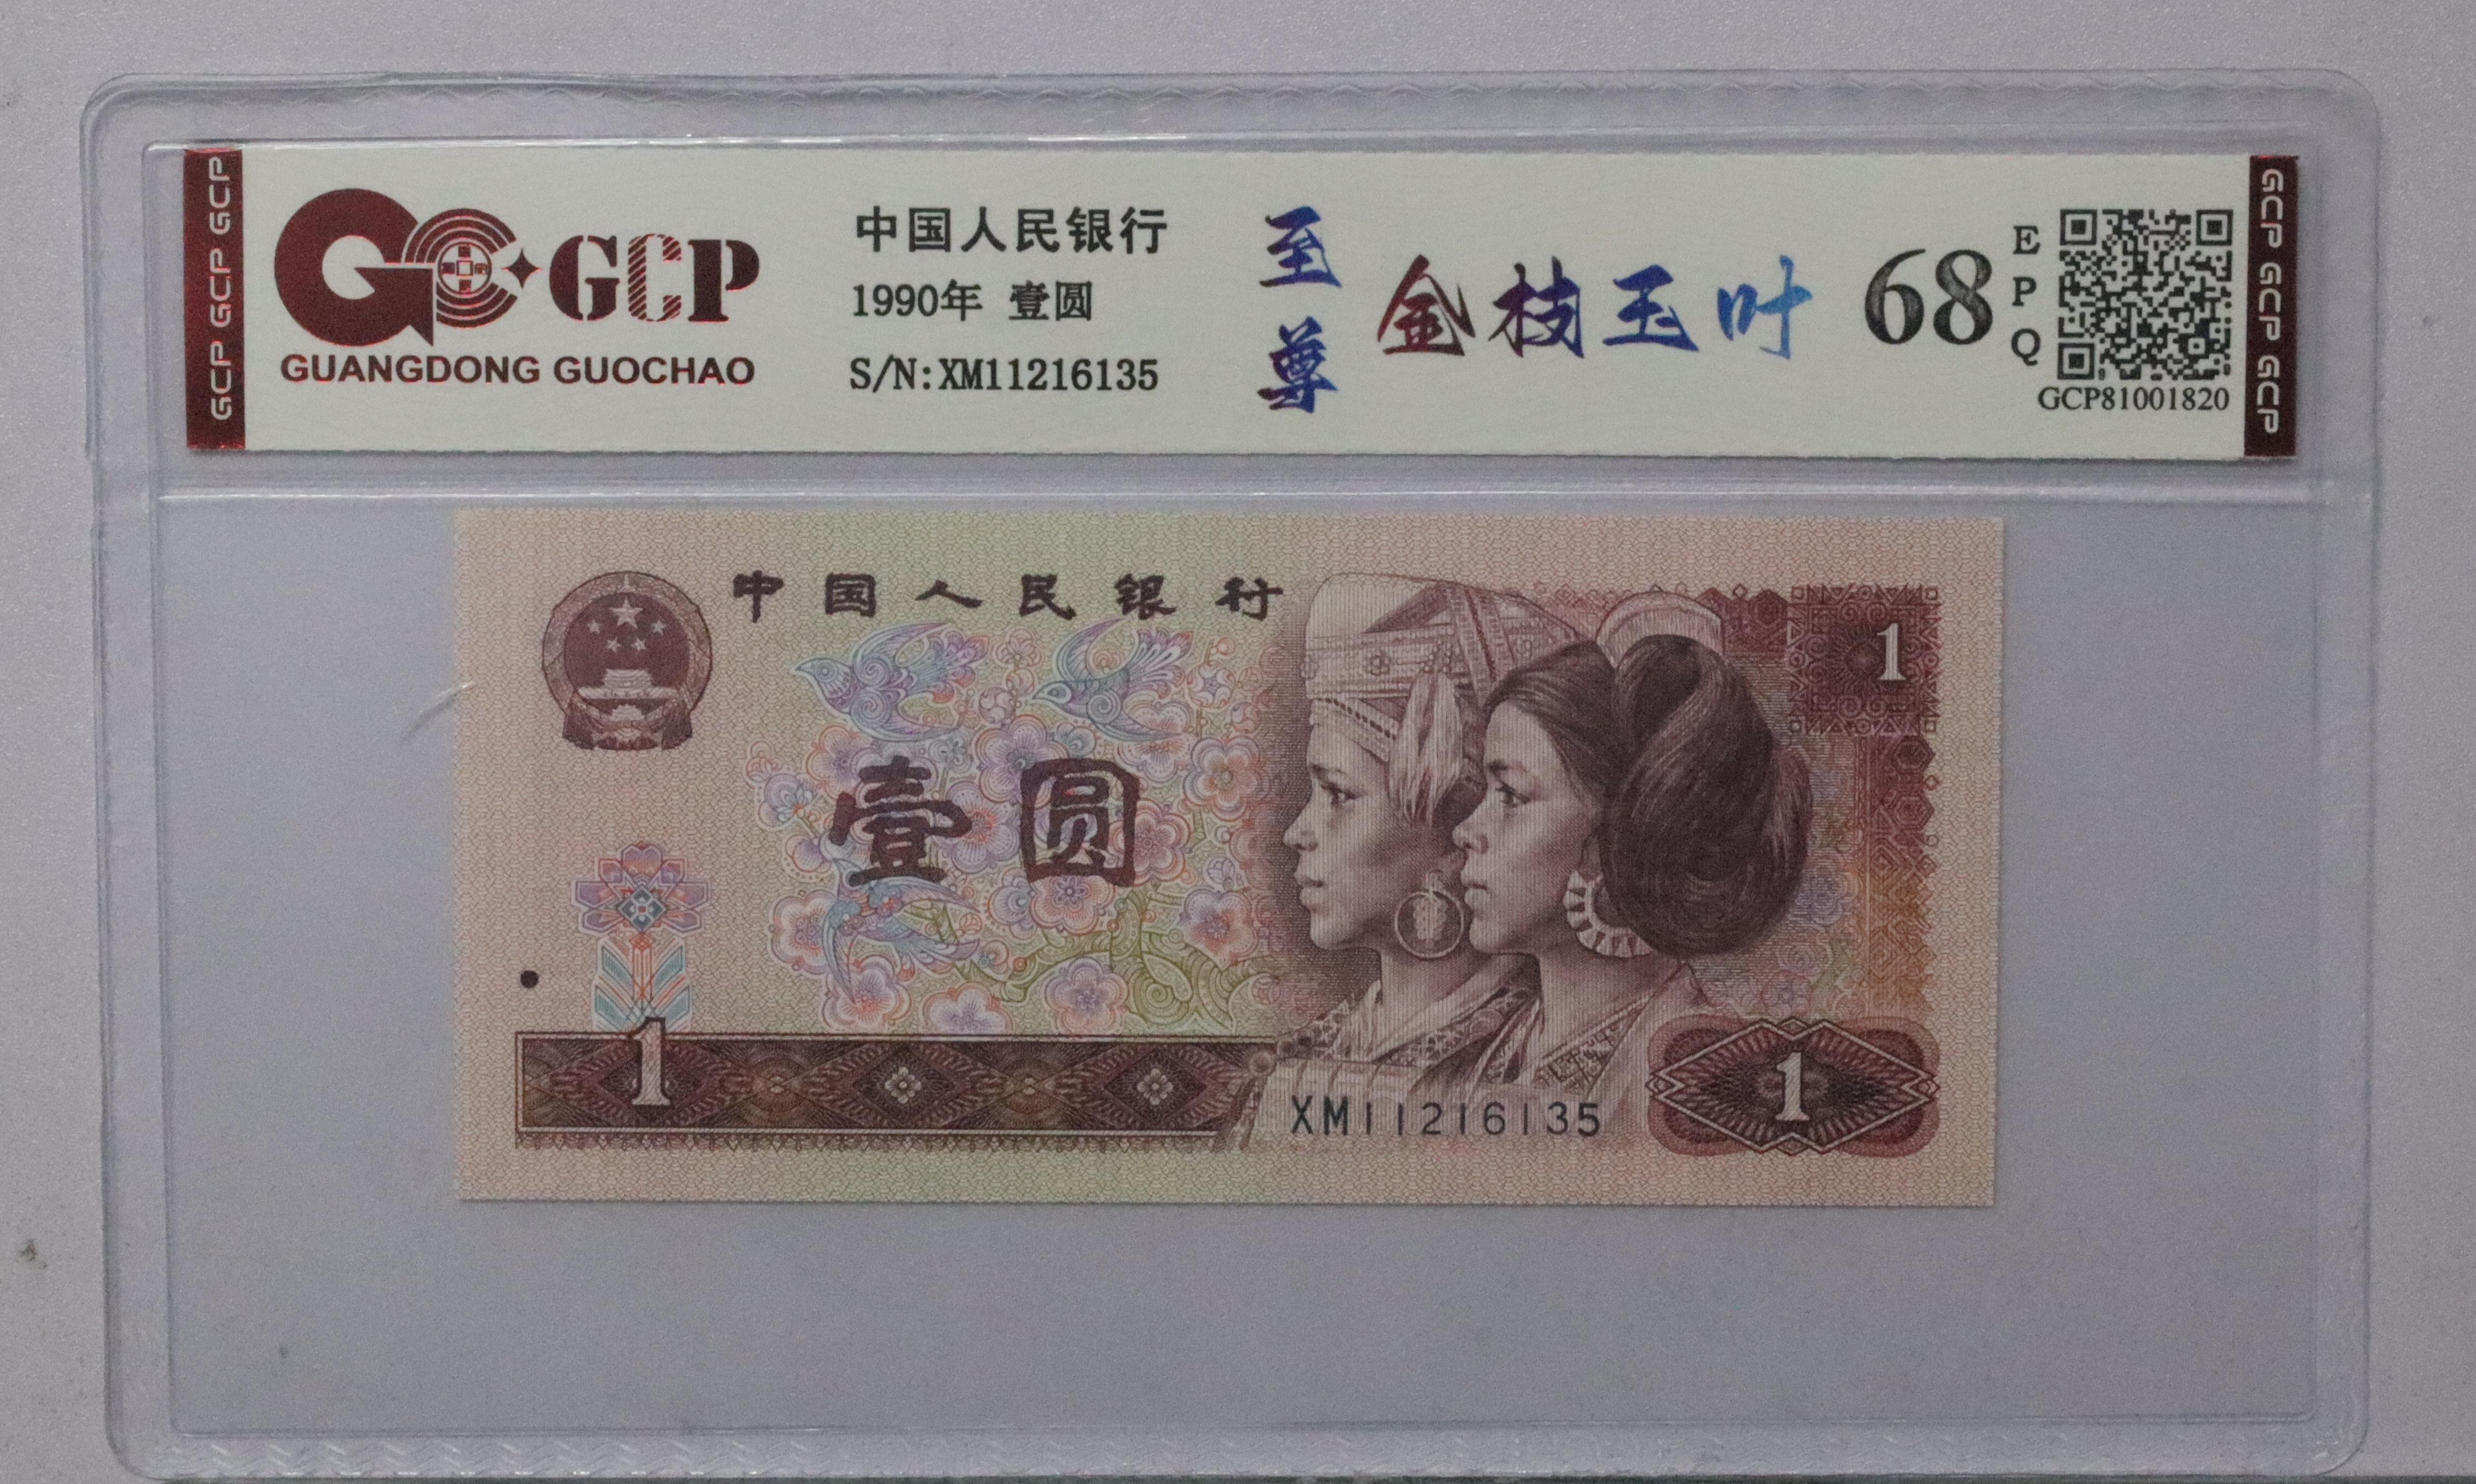 GCP GCP GCP
GCP
GUANGDONG GUOCHAO
中国人民银行
1990年 壹圆
S/N:XM11216135
至尊
金枝玉叶
68
EPQ
GCP81001820
GCP GCP GCP
中国人民银行
1
壹圆
1
XM11216135
1